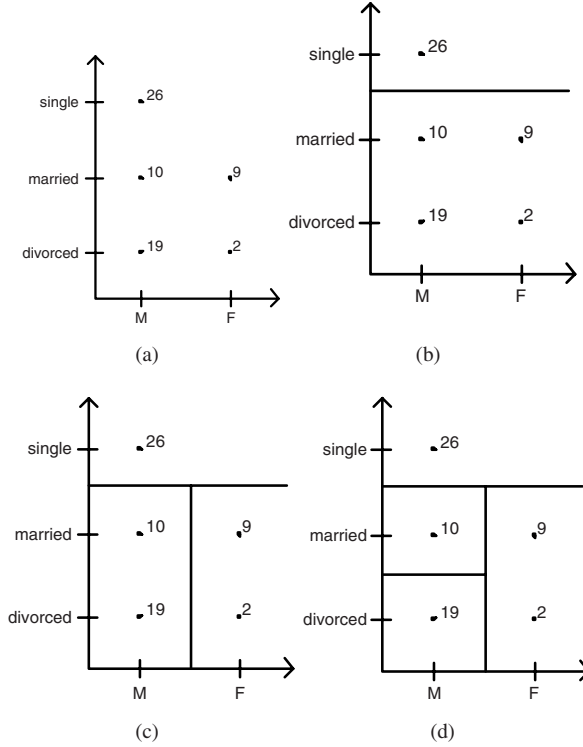 single 26
married 10 9
divorced 19 2
M F
(a)
single 26
married 10 9
divorced 19 2
M F
(b)
single 26
married 10 9
divorced 19 2
M F
(c)
single 26
married 10 9
divorced 19 2
M F
(d)